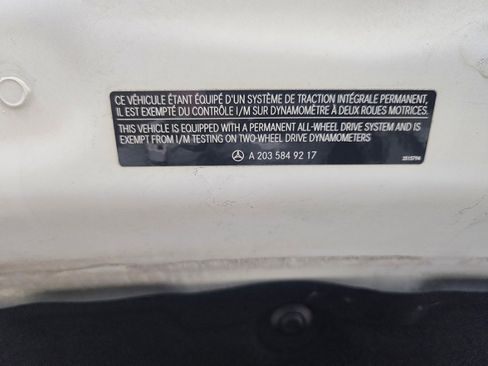 CE VÉHICULE ÉTANT ÉQUIPÉ D'UN SYSTÈME DE TRACTION INTÉGRALE PERMANENT,
IL EST EXEMPTÉ DU CONTRÔLE I/M SUR DYNAMOMÈTRE À DEUX ROUES MOTRICES.
THIS VEHICLE IS EQUIPPED WITH A PERMANENT ALL-WHEEL DRIVE SYSTEM AND IS
EXEMPT FROM I/M TESTING ON TWO-WHEEL DRIVE DYNAMOMETERS
A 203 584 92 17